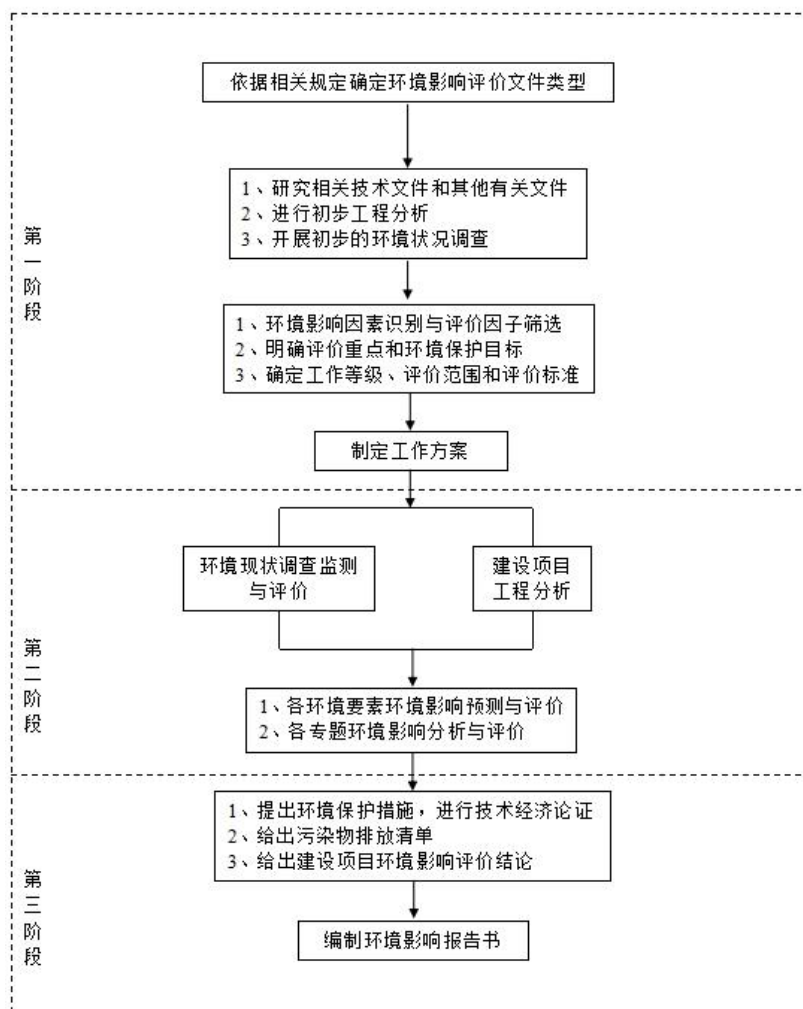 依据相关规定确定环境影响评价文件类型
1、研究相关技术文件和其他有关文件
2、进行初步工程分析
3、开展初步的环境状况调查
第一阶段
1、环境影响因素识别与评价因子筛选
2、明确评价重点和环境保护目标
3、确定工作等级、评价范围和评价标准
制定工作方案
环境现状调查监测
与评价
建设项目
工程分析
第二阶段
1、各环境要素环境影响预测与评价
2、各专题环境影响分析与评价
1、提出环境保护措施，进行技术经济论证
2、给出污染物排放清单
3、给出建设项目环境影响评价结论
第三阶段
编制环境影响报告书